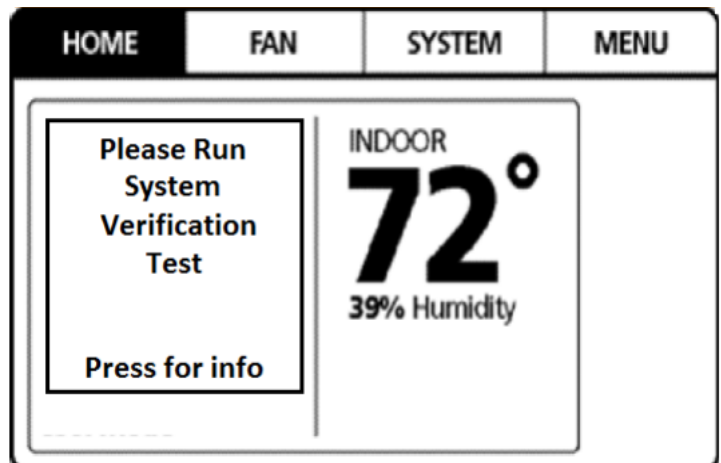 HOME FAN SYSTEM MENU
Please Run
System
Verification
Test
Press for info
INDOOR
72°
39% Humidity